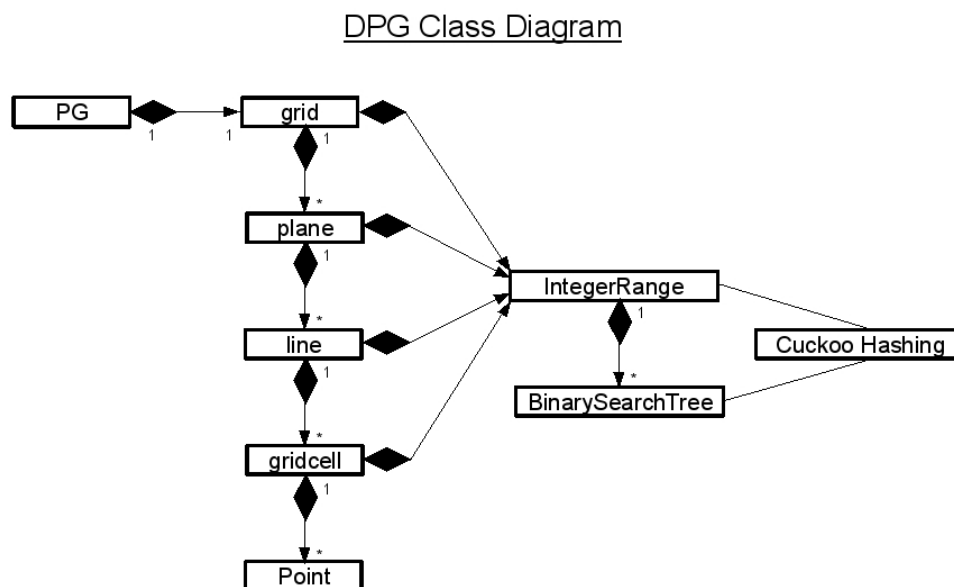 DPG Class Diagram
PG
1
1
grid
1
*
plane
1
*
line
1
*
gridcell
1
*
Point
IntegerRange
1
*
BinarySearchTree
Cuckoo Hashing